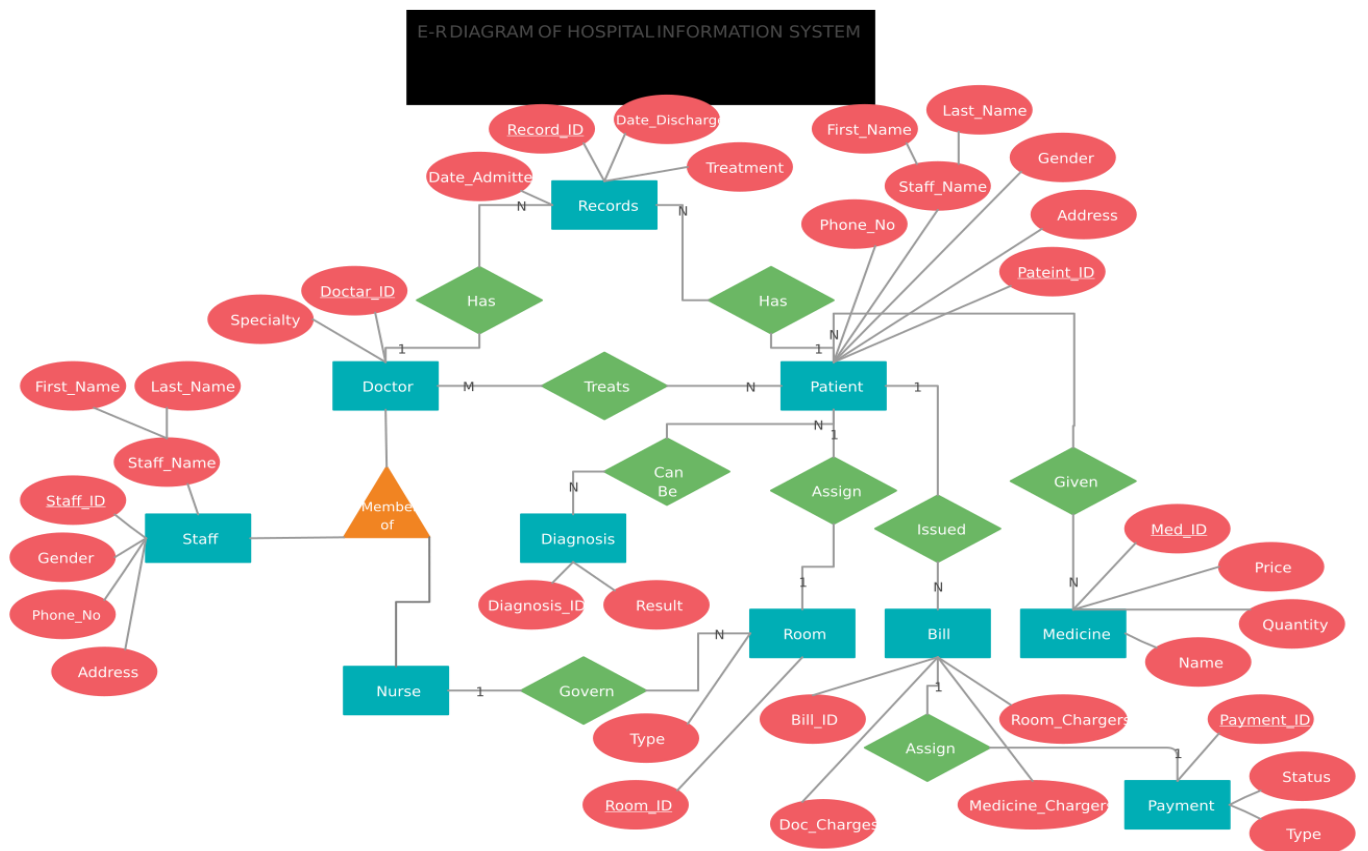 E-R DIAGRAM OF HOSPITAL INFORMATION SYSTEM
Last_Name
Date_Discharge
Record_ID
First_Name
Gender
Treatment
Date_Admitte
Staff_Name
Records
N
N
Address
Phone_No
Pateint_ID
Doctar_ID
Has
Has
Specialty
N
1
1
First_Name
Last_Name
Doctor
M
Treats
N
Patient
1
N
1
Staff_Name
Can
Be
Given
N
Assign
Staff_ID
Member
of
Issued
Med_ID
Staff
Diagnosis
Gender
Price
1
N
N
Diagnosis_ID
Result
Phone_No
Quantity
N
Room
Bill
Medicine
Name
Address
Nurse
1
Govern
1
Bill_ID
Room_Chargers
Payment_ID
Type
Assign
1
Status
Room_ID
Medicine_Chargers
Payment
Doc_Charges
Type